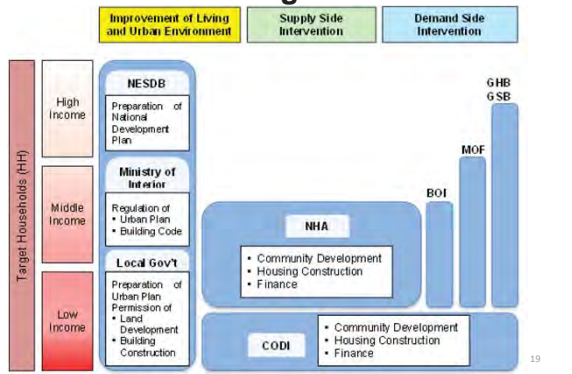 Improvement of Living
and Urban Environment
Supply Side
Intervention
Demand Side
Intervention
Target Households (HH)
High
Income
Middle
Income
Low
Income
NESDB
Preparation of
National
Development
Plan
Ministry of
Interior
Regulation of
• Urban Plan
• Building Code
Local Gov't
Preparation of
Urban Plan
Permission of
• Land
Development
• Building
Construction
NHA
• Community Development
• Housing Construction
• Finance
CODI
• Community Development
• Housing Construction
• Finance
BOI
MOF
GHB
GSB
19